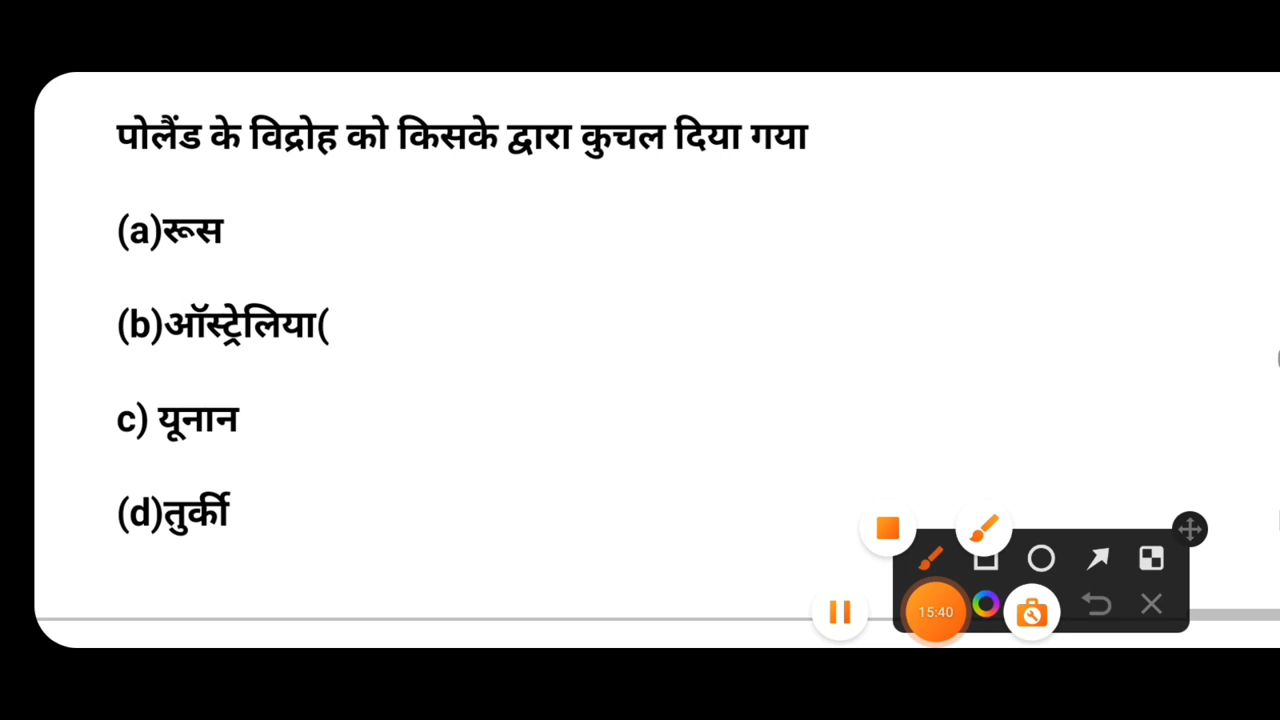 पोलैंड के विद्रोह को किसके द्वारा कुचल दिया गया
(a)रूस
(b)ऑस्ट्रेलिया(
c) यूनान
(d)तुर्की
15:40